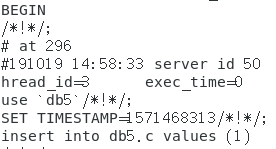 BEGIN
/*!*/;
# at 296
#191019 14:58:33 server id 50
hread_id=3 exec_time=0
use `db5`/*!*/;
SET TIMESTAMP=1571468313/*!*/;
insert into db5.c values (1)